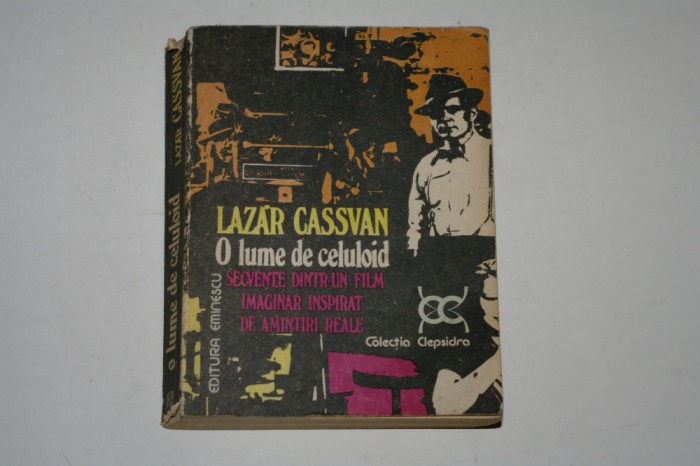 LAZĂR CASSVAN
O lume de celuloid
SECVENȚE DINTR-UN FILM
IMAGINAR INSPIRAT
DE AMINTIRI REALE
EDITURA EMINESCU
Colecția Clepsidra
o lume de celuloid LAZĂR CASSVAN